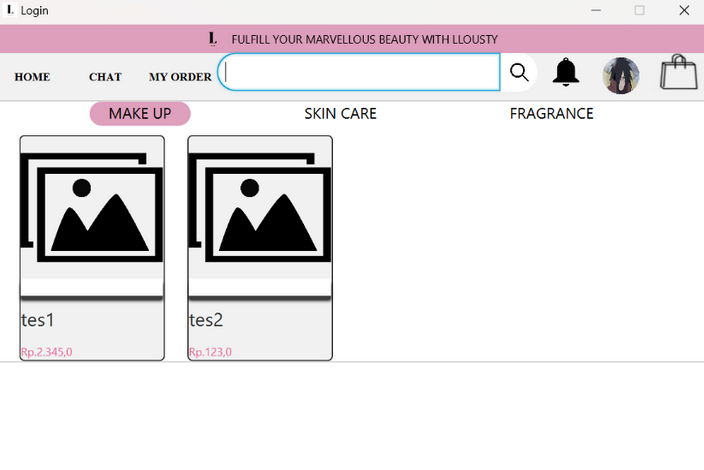 Login
L FULFILL YOUR MARVELLOUS BEAUTY WITH LLOUSTY
HOME CHAT MY ORDER
MAKE UP SKIN CARE FRAGRANCE
tes1 tes2
Rp.2.345,0 Rp.123,0